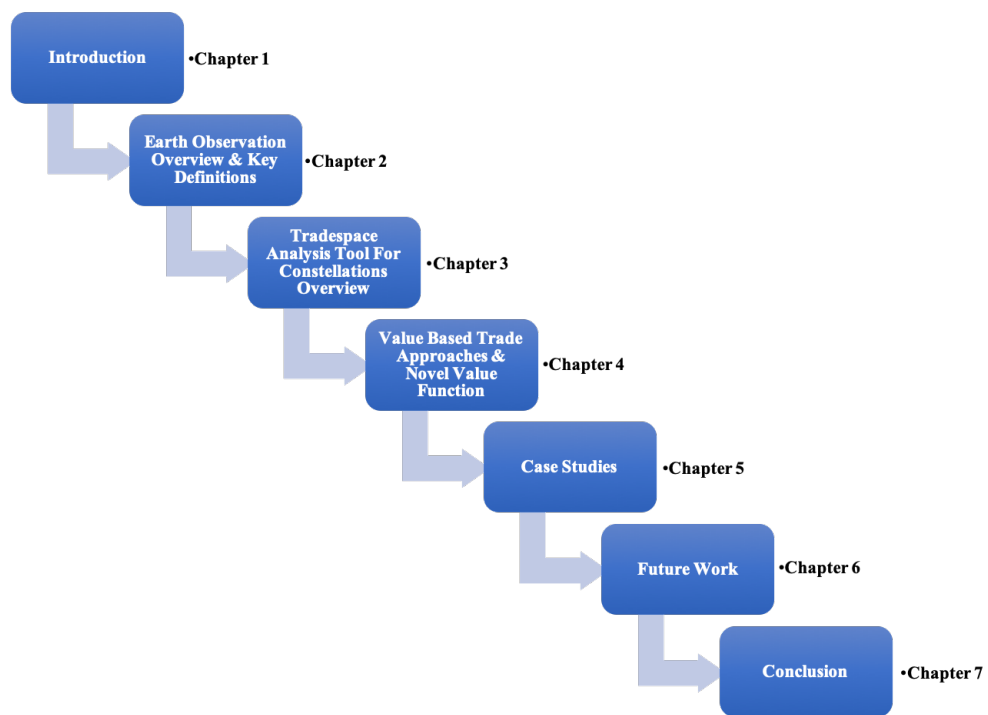 Introduction
•Chapter 1
Earth Observation
Overview & Key
Definitions
•Chapter 2
Tradespace
Analysis Tool For
Constellations
Overview
•Chapter 3
Value Based Trade
Approaches &
Novel Value
Function
•Chapter 4
Case Studies
•Chapter 5
Future Work
•Chapter 6
Conclusion
•Chapter 7